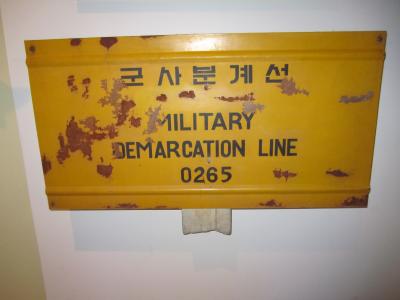 군사분계선
MILITARY
DEMARCATION LINE
0265